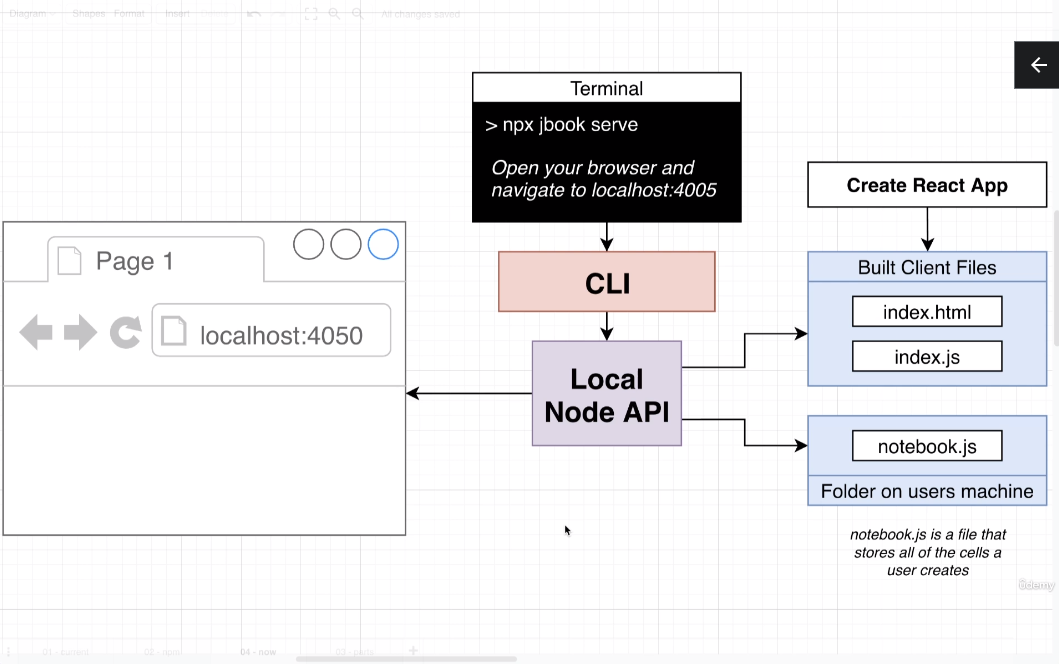 Diagram Shapes Format Insert All changes saved
Terminal
> npx jbook serve
Open your browser and
navigate to localhost:4005
Create React App
Page 1
localhost:4050
CLI
Built Client Files
index.html
index.js
Local
Node API
notebook.js
Folder on users machine
notebook.js is a file that
stores all of the cells a
user creates
ûdemy
01 - current 02 - npm 04 - now 03 - parts